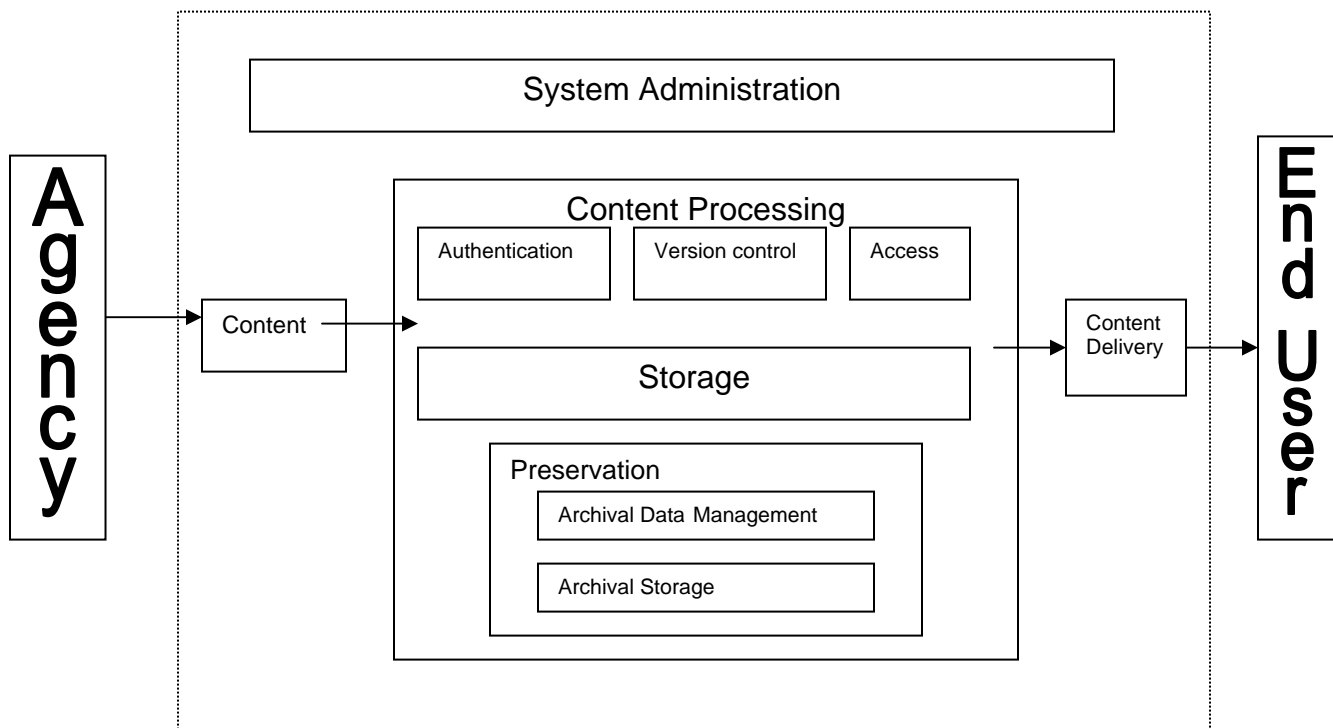 System Administration
Agency
Content Processing
Authentication
Version control
Access
Content
Storage
Content
Delivery
End User
Preservation
Archival Data Management
Archival Storage